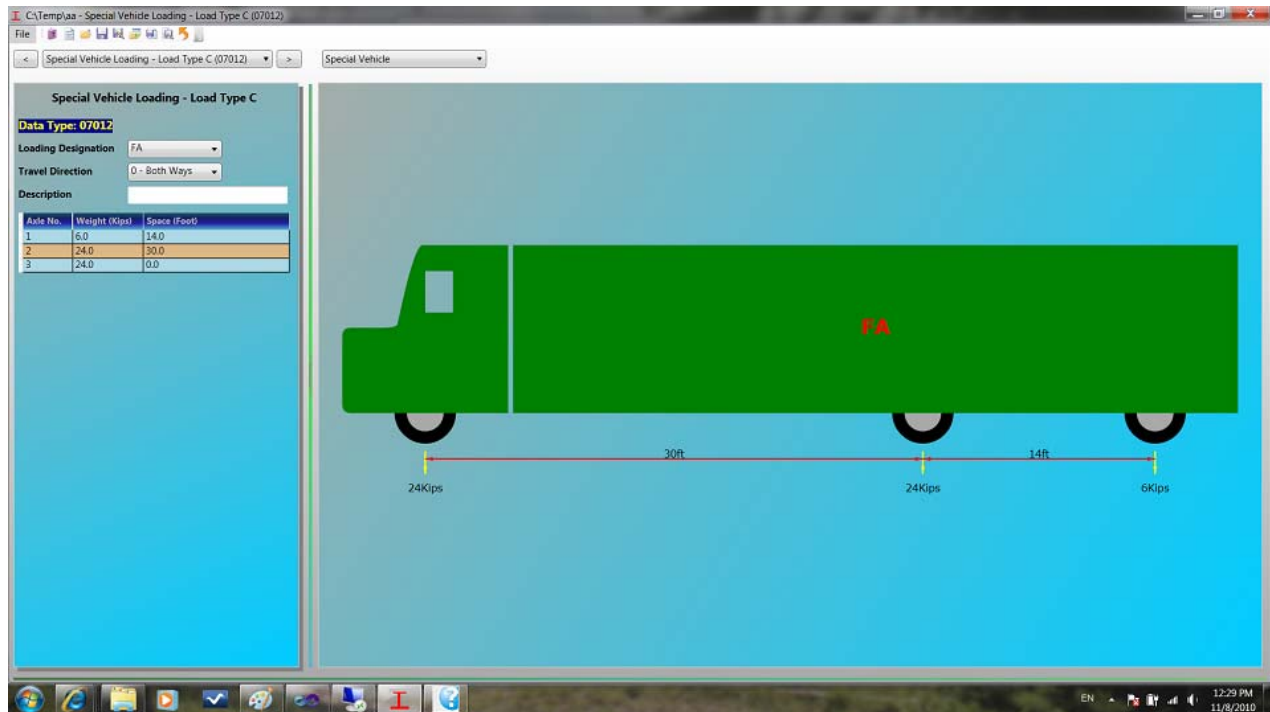 C:\Temp\aa - Special Vehicle Loading - Load Type C (07012)
File
< Special Vehicle Loading - Load Type C (07012) > Special Vehicle
Special Vehicle Loading - Load Type C
Data Type: 07012
Loading Designation FA
Travel Direction 0 - Both Ways
Description
Axle No. Weight (Kips) Space (Foot)
1 6.0 14.0
2 24.0 30.0
3 24.0 0.0
FA
30ft 14ft
24Kips 24Kips 6Kips
EN 12:29 PM
11/8/2010